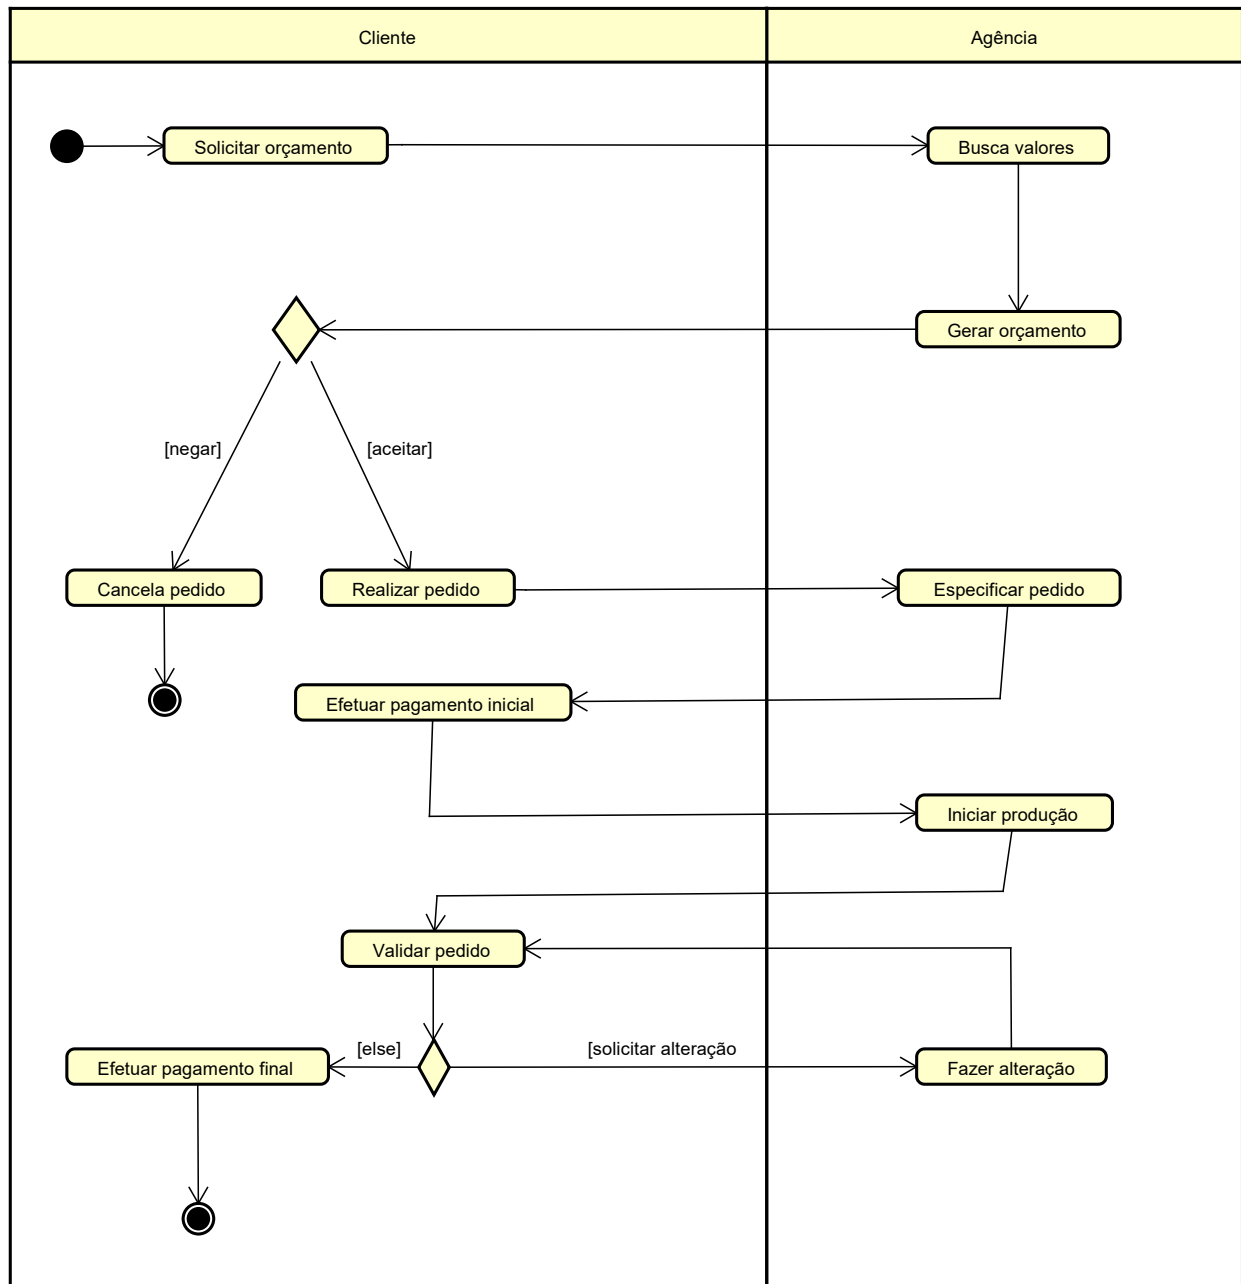 Cliente
Agência
Solicitar orçamento
Busca valores
Gerar orçamento
[negar]
[aceitar]
Cancela pedido
Realizar pedido
Especificar pedido
Efetuar pagamento inicial
Iniciar produção
Validar pedido
[else]
[solicitar alteração
Efetuar pagamento final
Fazer alteração